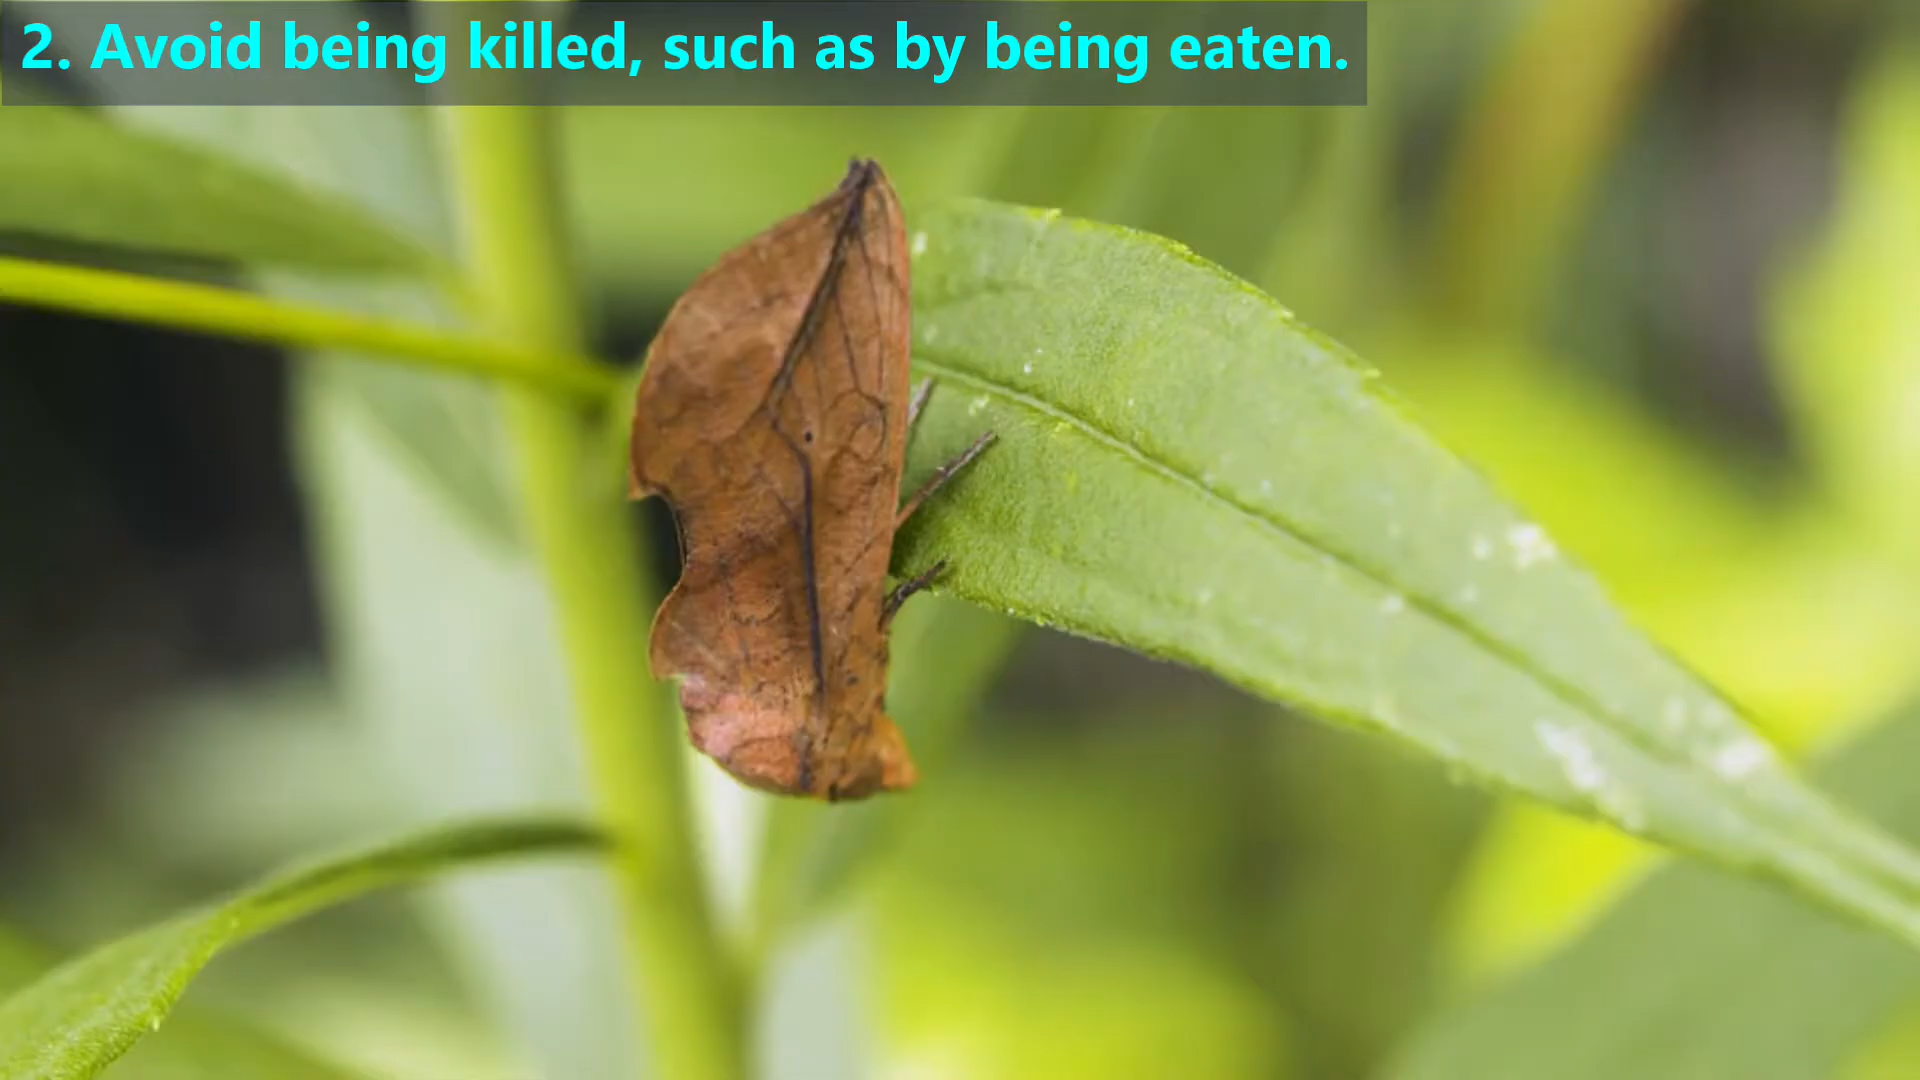 2. Avoid being killed, such as by being eaten.